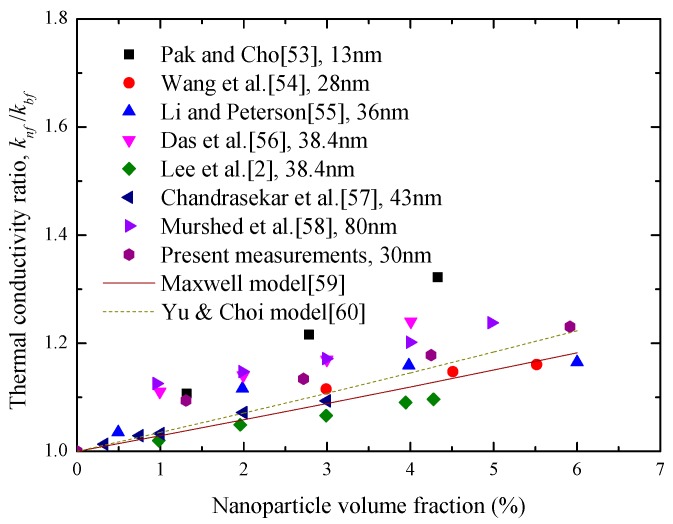 1.8
1.6
1.4
1.2
1.0
Thermal conductivity ratio, k_nf/k_bf
Pak and Cho[53], 13nm
Wang et al.[54], 28nm
Li and Peterson[55], 36nm
Das et al.[56], 38.4nm
Lee et al.[2], 38.4nm
Chandrasekar et al.[57], 43nm
Murshed et al.[58], 80nm
Present measurements, 30nm
Maxwell model[59]
Yu & Choi model[60]
0 1 2 3 4 5 6 7
Nanoparticle volume fraction (%)